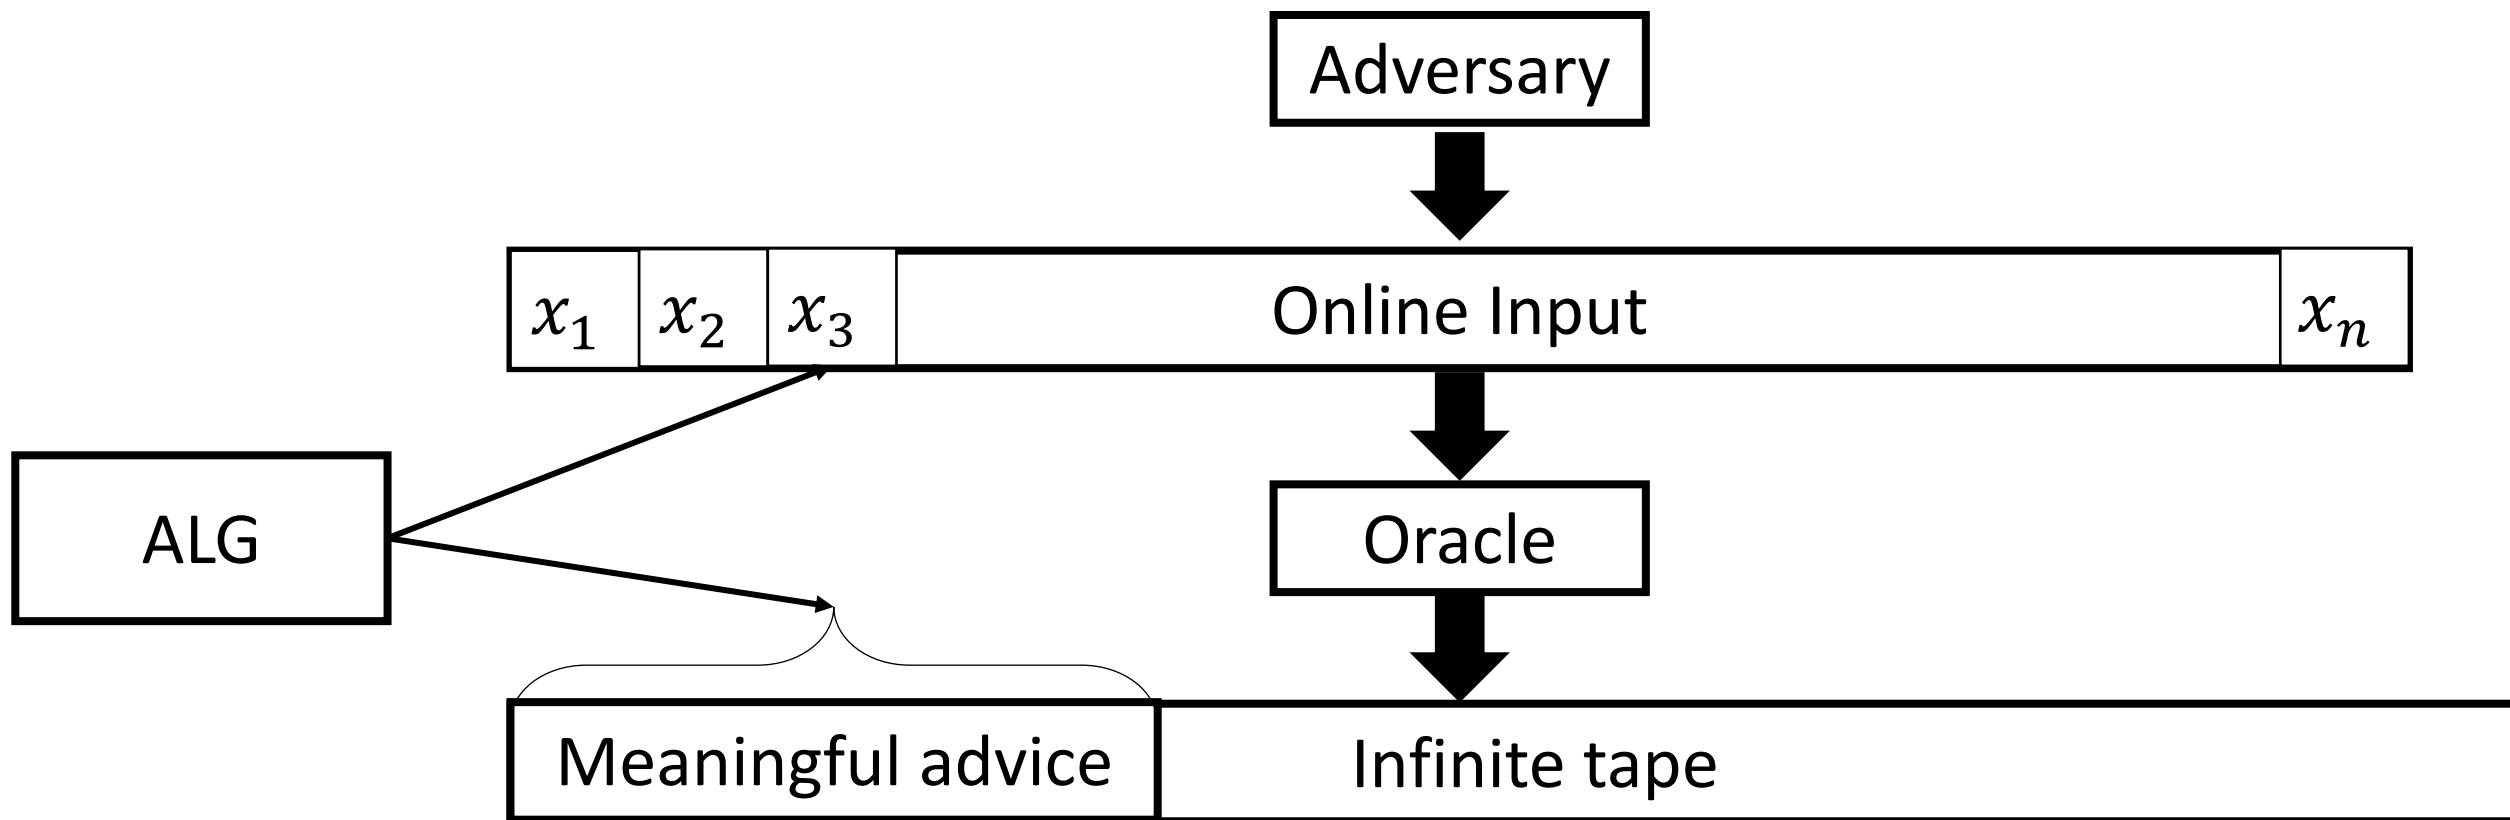 Adversary
x₁ x₂ x₃ Online Input xₙ
ALG
Oracle
Meaningful advice
Infinite tape